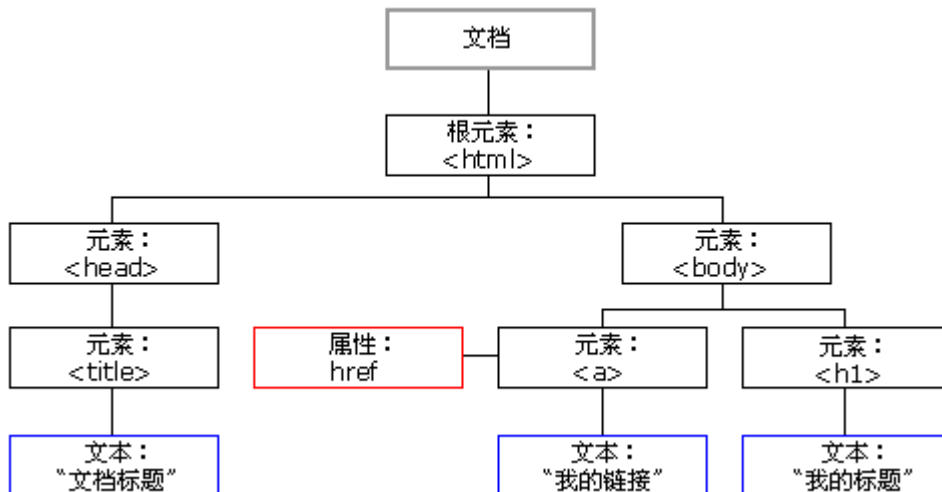 文档
根元素：
<html>
元素：
<head>
元素：
<body>
元素：
<title>
属性：
href
元素：
<a>
元素：
<h1>
文本：
“文档标题”
文本：
“我的链接”
文本：
“我的标题”